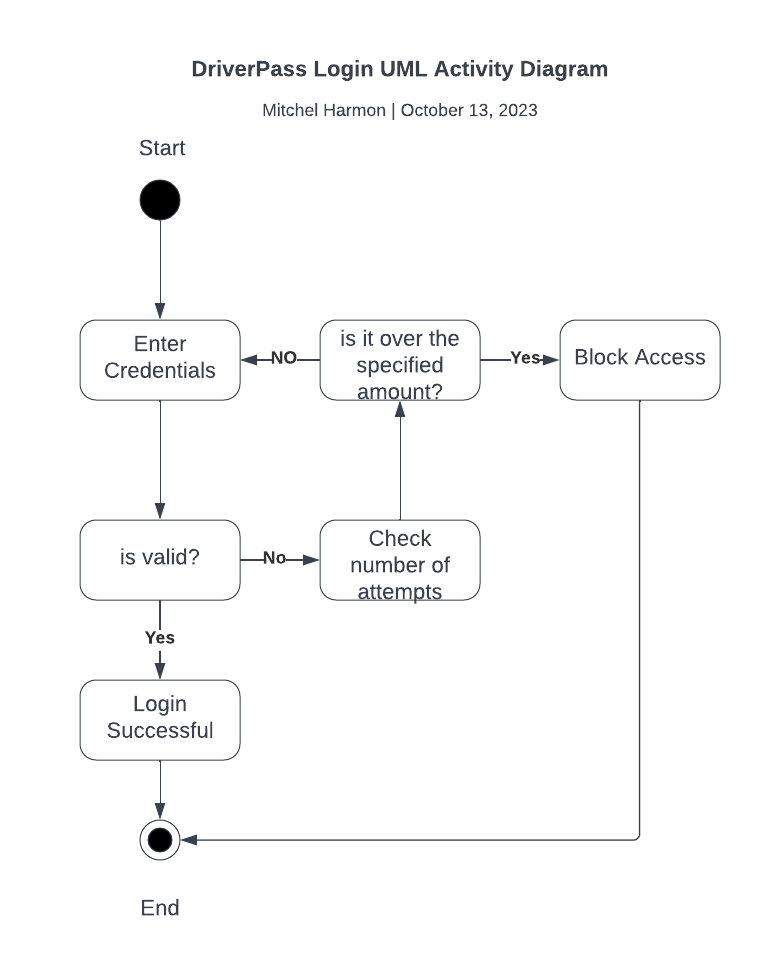 DriverPass Login UML Activity Diagram
Mitchel Harmon | October 13, 2023
Start
Enter
Credentials
NO
is it over the
specified
amount?
Yes
Block Access
is valid?
No
Check
number of
attempts
Yes
Login
Successful
End